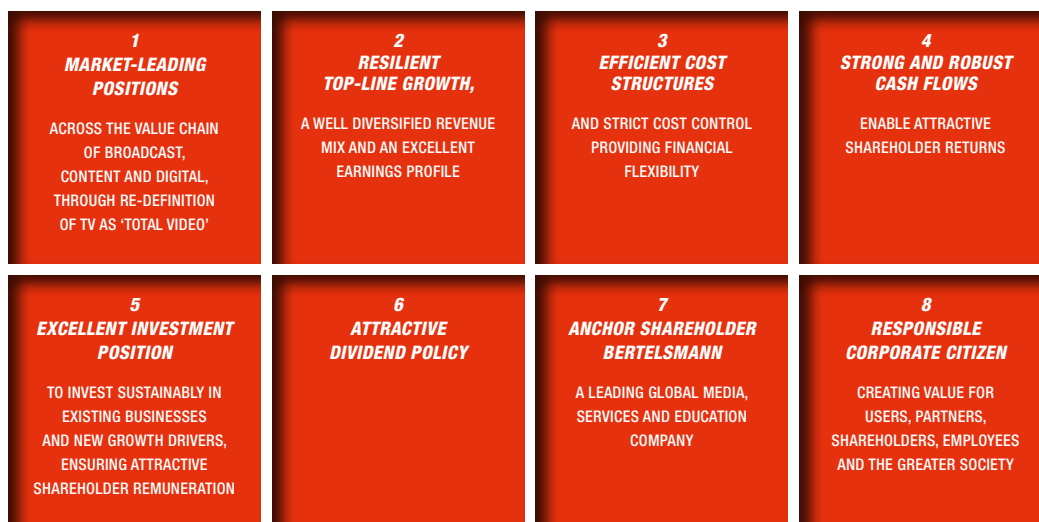 1
MARKET-LEADING
POSITIONS
ACROSS THE VALUE CHAIN
OF BROADCAST,
CONTENT AND DIGITAL,
THROUGH RE-DEFINITION
OF TV AS ‘TOTAL VIDEO’
2
RESILIENT
TOP-LINE GROWTH,
A WELL DIVERSIFIED REVENUE
MIX AND AN EXCELLENT
EARNINGS PROFILE
3
EFFICIENT COST
STRUCTURES
AND STRICT COST CONTROL
PROVIDING FINANCIAL
FLEXIBILITY
4
STRONG AND ROBUST
CASH FLOWS
ENABLE ATTRACTIVE
SHAREHOLDER RETURNS
5
EXCELLENT INVESTMENT
POSITION
TO INVEST SUSTAINABLY IN
EXISTING BUSINESSES
AND NEW GROWTH DRIVERS,
ENSURING ATTRACTIVE
SHAREHOLDER REMUNERATION
6
ATTRACTIVE
DIVIDEND POLICY
7
ANCHOR SHAREHOLDER
BERTELSMANN
A LEADING GLOBAL MEDIA,
SERVICES AND EDUCATION
COMPANY
8
RESPONSIBLE
CORPORATE CITIZEN
CREATING VALUE FOR
USERS, PARTNERS,
SHAREHOLDERS, EMPLOYEES
AND THE GREATER SOCIETY